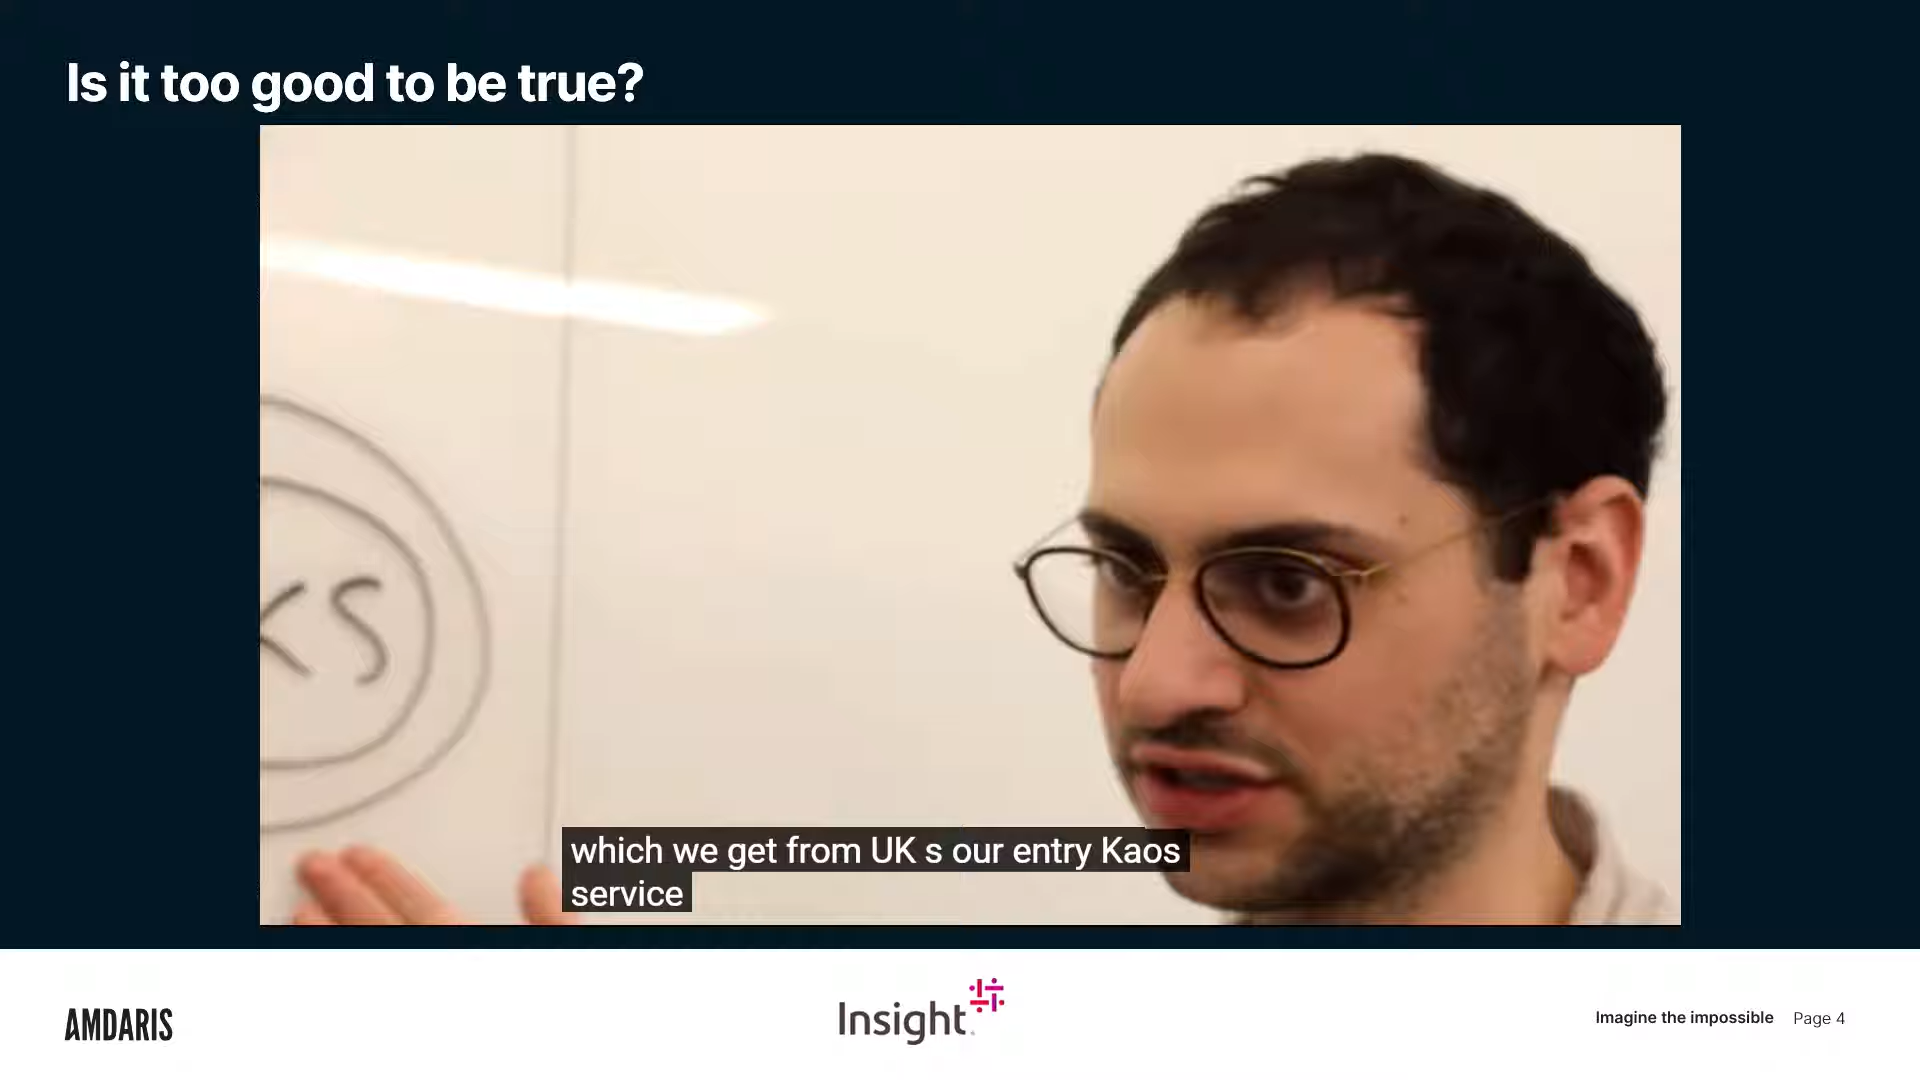 Is it too good to be true?
KS
which we get from UK s our entry Kaos
service
AMDARIS
Insight
Imagine the impossible Page 4